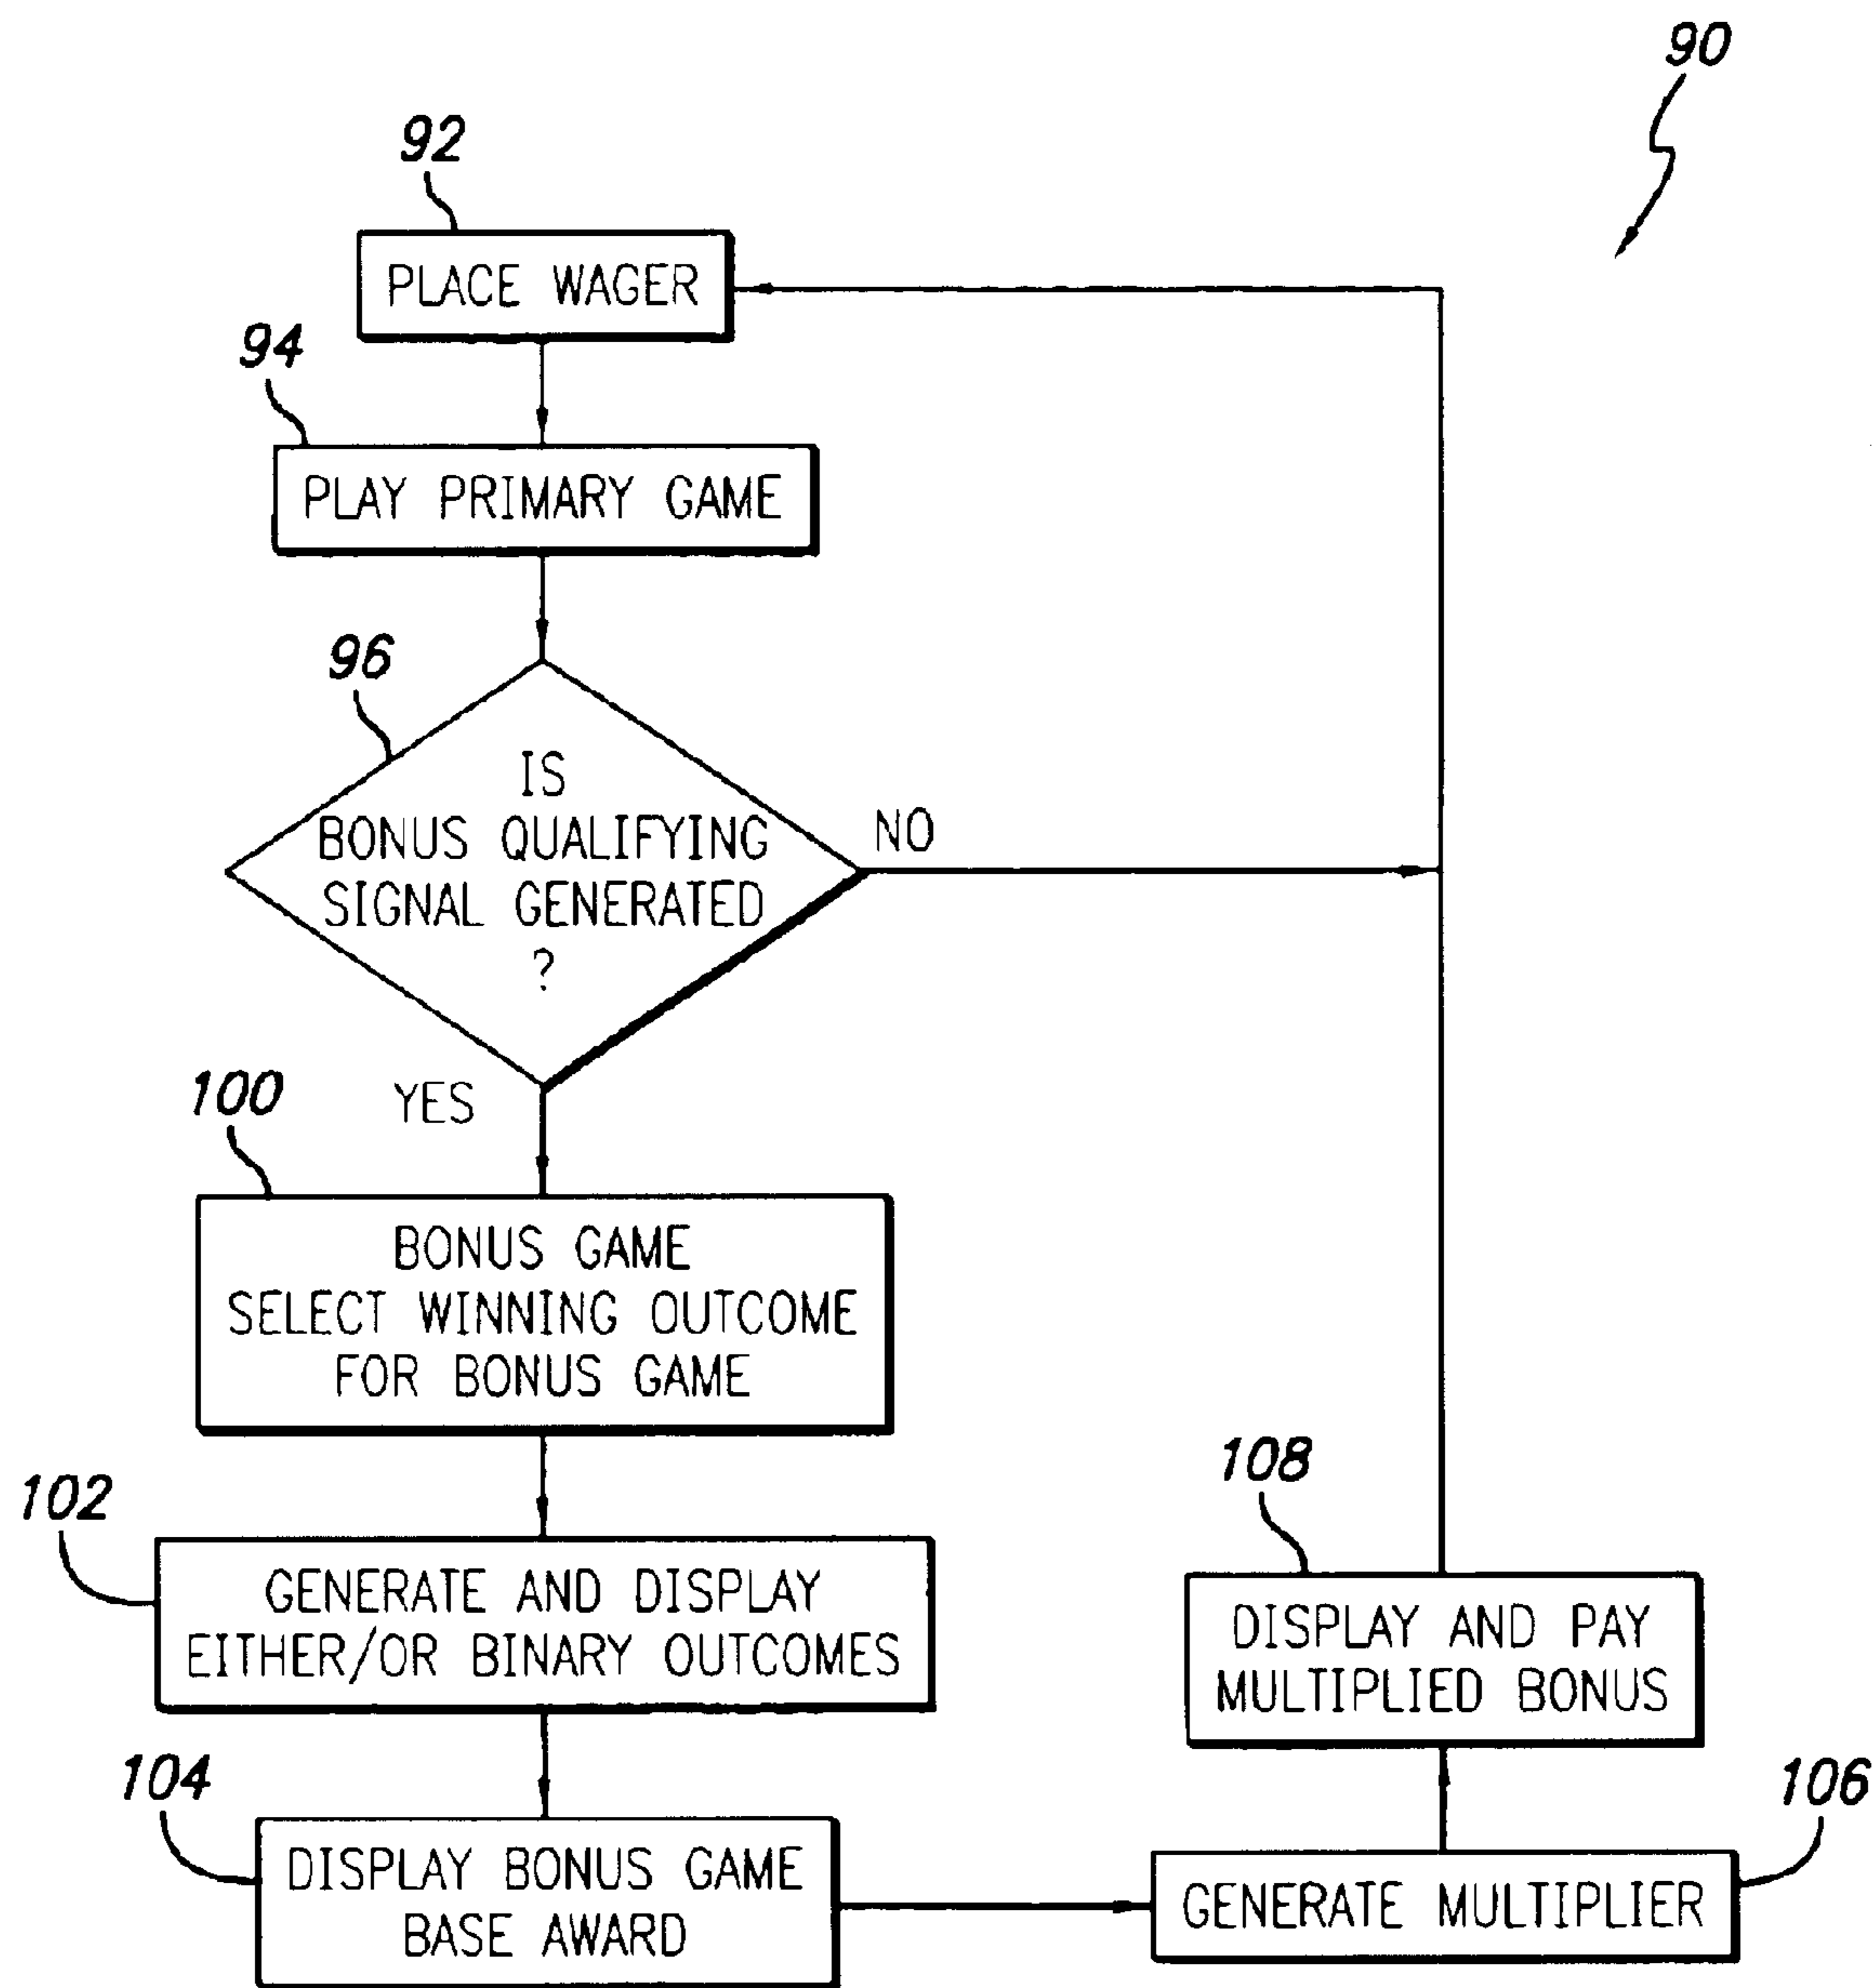 90
92
PLACE WAGER
94
PLAY PRIMARY GAME
96
IS
BONUS QUALIFYING
SIGNAL GENERATED
?
NO
YES
100
BONUS GAME
SELECT WINNING OUTCOME
FOR BONUS GAME
102
GENERATE AND DISPLAY
EITHER/OR BINARY OUTCOMES
104
DISPLAY BONUS GAME
BASE AWARD
106
GENERATE MULTIPLIER
108
DISPLAY AND PAY
MULTIPLIED BONUS